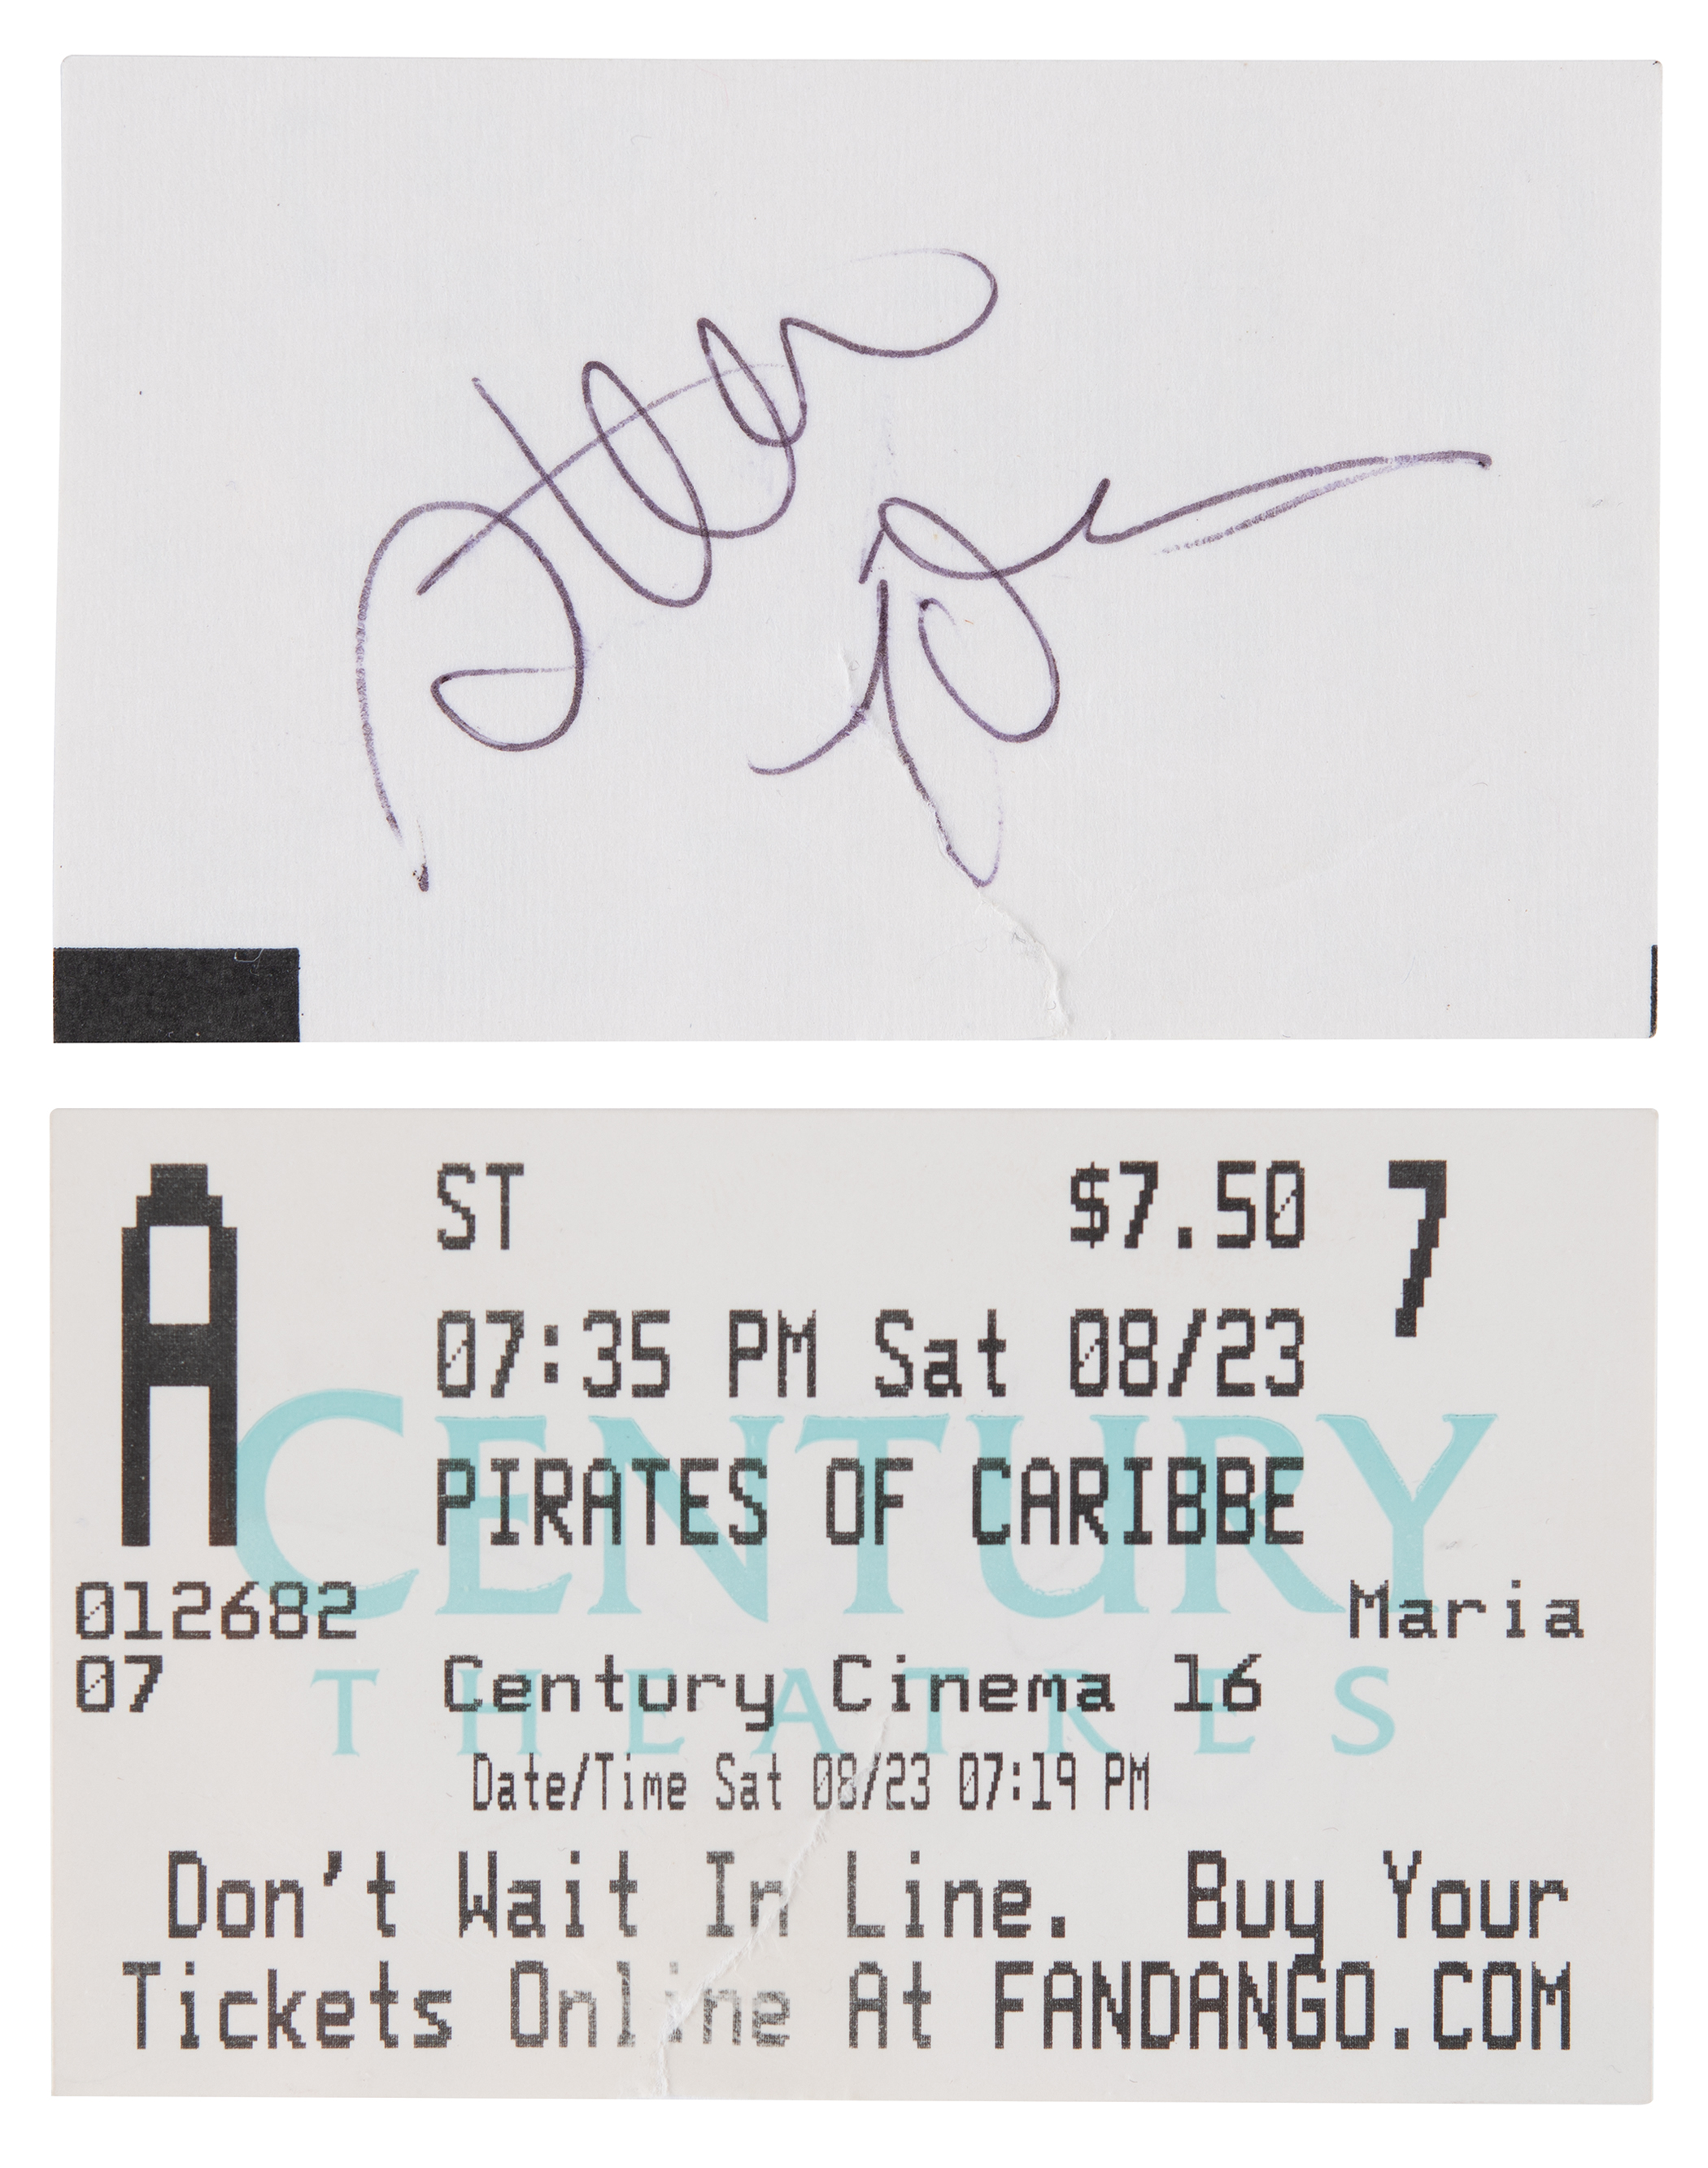 A ST $7.50 7
07:35 PM Sat 08/23
CENTURY
PIRATES OF CARIBBE
012682 Maria
07 Century Cinema 16
THEATRES
Date/Time Sat 08/23 07:19 PM
Don't Wait In Line. Buy Your
Tickets Online At FANDANGO.COM